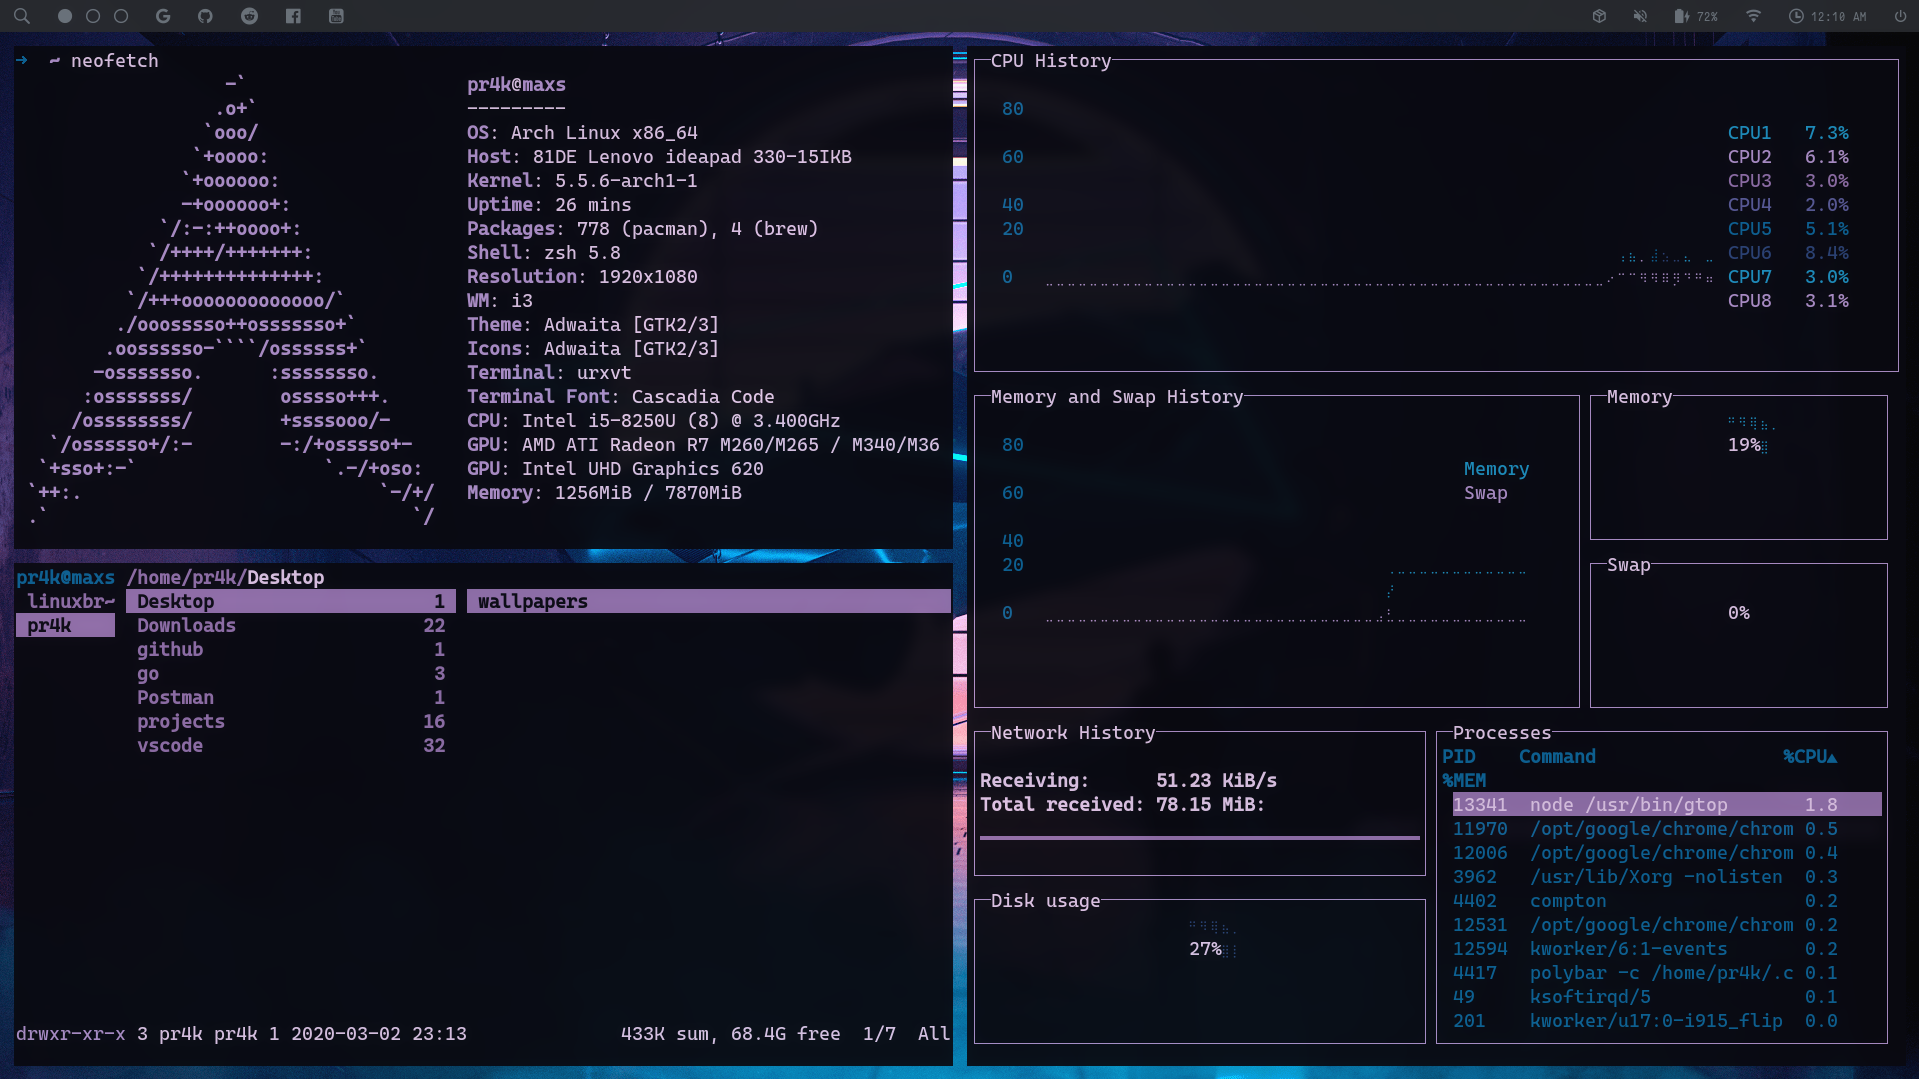 72% 12:10 AM
→ ~ neofetch
-`
.o+`
`ooo/
`+oooo:
`+oooooo:
-+oooooo+:
`/:-:++oooo+:
`/++++/+++++++:
`/++++++++++++++:
`/+++ooooooooooooo/`
./ooosssso++osssssso+`
.oossssso-````/ossssss+`
-osssssso. :ssssssso.
:osssssss/ osssso+++.
/ossssssss/ +ssssooo/-
`/ossssso+/:- -:/+osssso+-
`+sso+:-` `.-/+oso:
`++:. `-/+/
.` `/
pr4k@maxs
---------
OS: Arch Linux x86_64
Host: 81DE Lenovo ideapad 330-15IKB
Kernel: 5.5.6-arch1-1
Uptime: 26 mins
Packages: 778 (pacman), 4 (brew)
Shell: zsh 5.8
Resolution: 1920x1080
WM: i3
Theme: Adwaita [GTK2/3]
Icons: Adwaita [GTK2/3]
Terminal: urxvt
Terminal Font: Cascadia Code
CPU: Intel i5-8250U (8) @ 3.400GHz
GPU: AMD ATI Radeon R7 M260/M265 / M340/M36
GPU: Intel UHD Graphics 620
Memory: 1256MiB / 7870MiB
pr4k@maxs /home/pr4k/Desktop
linuxbr~ Desktop 1 wallpapers
pr4k Downloads 22
github 1
go 3
Postman 1
projects 16
vscode 32
drwxr-xr-x 3 pr4k pr4k 1 2020-03-02 23:13 433K sum, 68.4G free 1/7 All
CPU History
80
60
40
20
0
CPU1 7.3%
CPU2 6.1%
CPU3 3.0%
CPU4 2.0%
CPU5 5.1%
CPU6 8.4%
CPU7 3.0%
CPU8 3.1%
Memory and Swap History
80
60
40
20
0
Memory
Swap
Memory
19%
Swap
0%
Network History
Receiving: 51.23 KiB/s
Total received: 78.15 MiB:
Disk usage
27%
Processes
PID Command %CPU▲
%MEM
13341 node /usr/bin/gtop 1.8
11970 /opt/google/chrome/chrom 0.5
12006 /opt/google/chrome/chrom 0.4
3962 /usr/lib/Xorg -nolisten 0.3
4402 compton 0.2
12531 /opt/google/chrome/chrom 0.2
12594 kworker/6:1-events 0.2
4417 polybar -c /home/pr4k/.c 0.1
49 ksoftirqd/5 0.1
201 kworker/u17:0-i915_flip 0.0